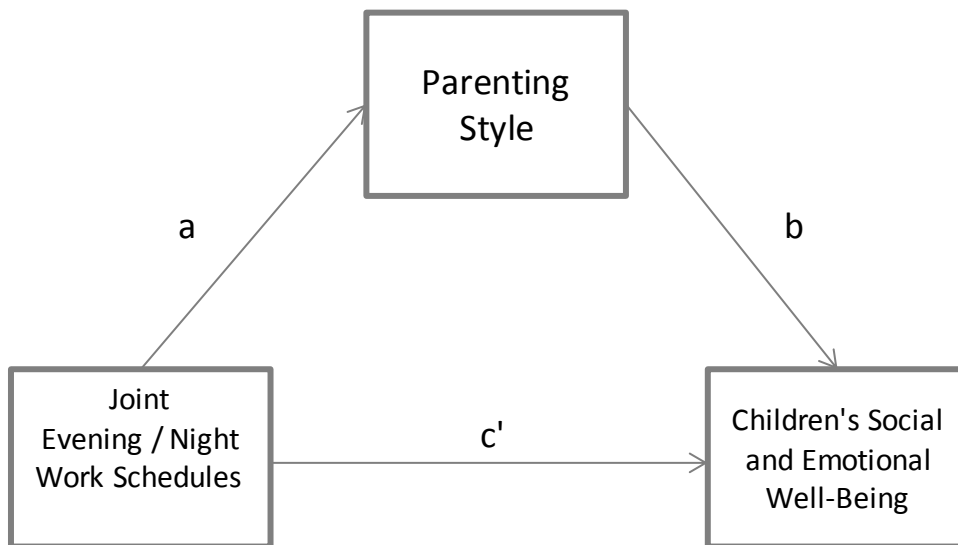 Parenting
Style
a
b
Joint
Evening / Night
Work Schedules
c'
Children's Social
and Emotional
Well-Being